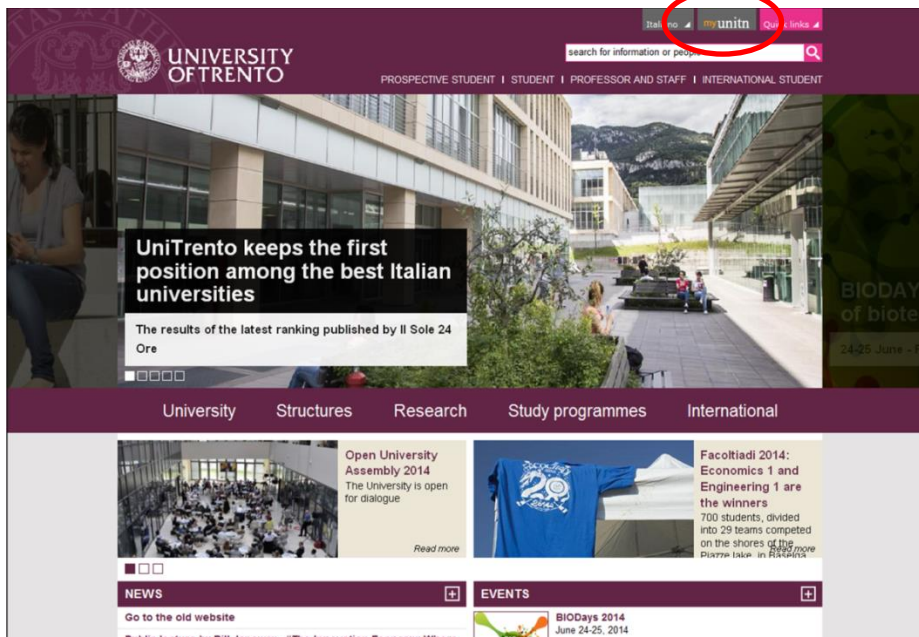 Italiano
myunitn
Quick links
UNIVERSITY
OF TRENTO
search for information or people
PROSPECTIVE STUDENT I STUDENT I PROFESSOR AND STAFF I INTERNATIONAL STUDENT
UniTrento keeps the first
position among the best Italian
universities
The results of the latest ranking published by Il Sole 24
Ore
BIODAY
of biote
24-25 June -
University Structures Research Study programmes International
Open University
Assembly 2014
The University is open
for dialogue
Read more
Facoltiadi 2014:
Economics 1 and
Engineering 1 are
the winners
700 students, divided
into 29 teams competed
on the shores of the
Piazze lake, in Baselga
Read more
NEWS
Go to the old website
EVENTS
BIODays 2014
June 24-25, 2014